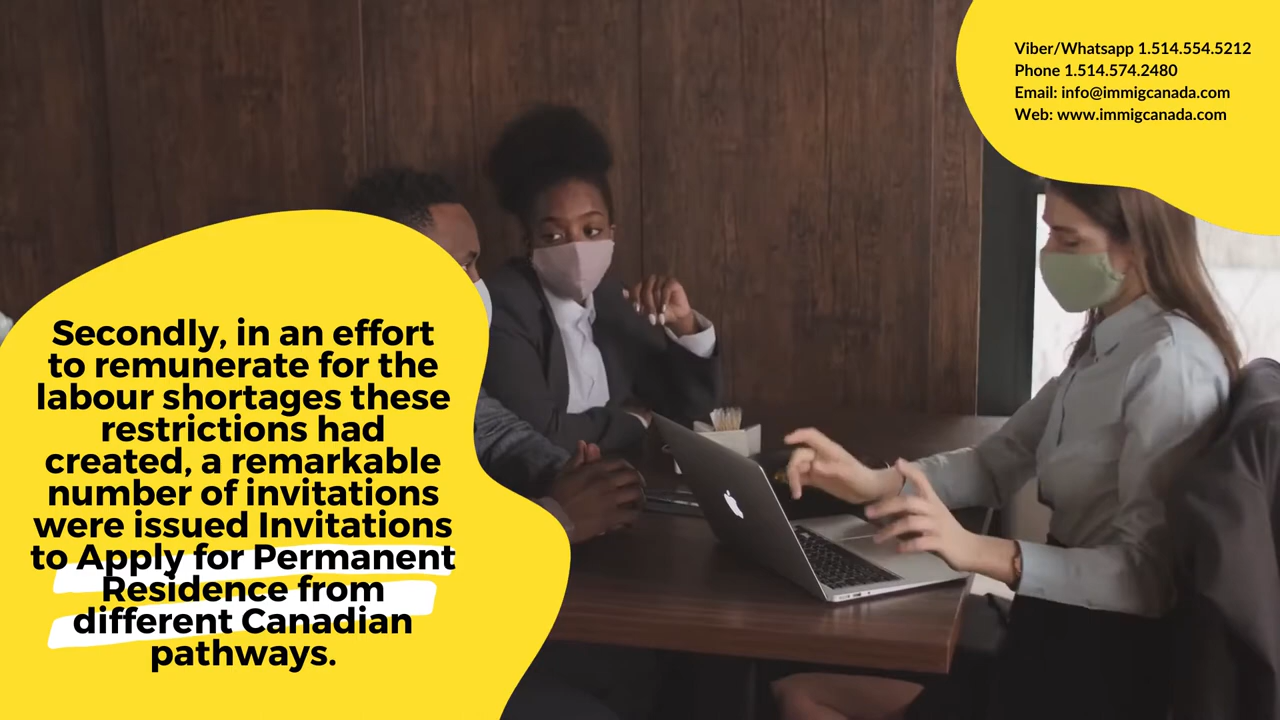 Viber/Whatsapp 1.514.554.5212
Phone 1.514.574.2480
Email: info@immigcanada.com
Web: www.immigcanada.com
Secondly, in an effort
to remunerate for the
labour shortages these
restrictions had
created, a remarkable
number of invitations
were issued Invitations
to Apply for Permanent
Residence from
different Canadian
pathways.